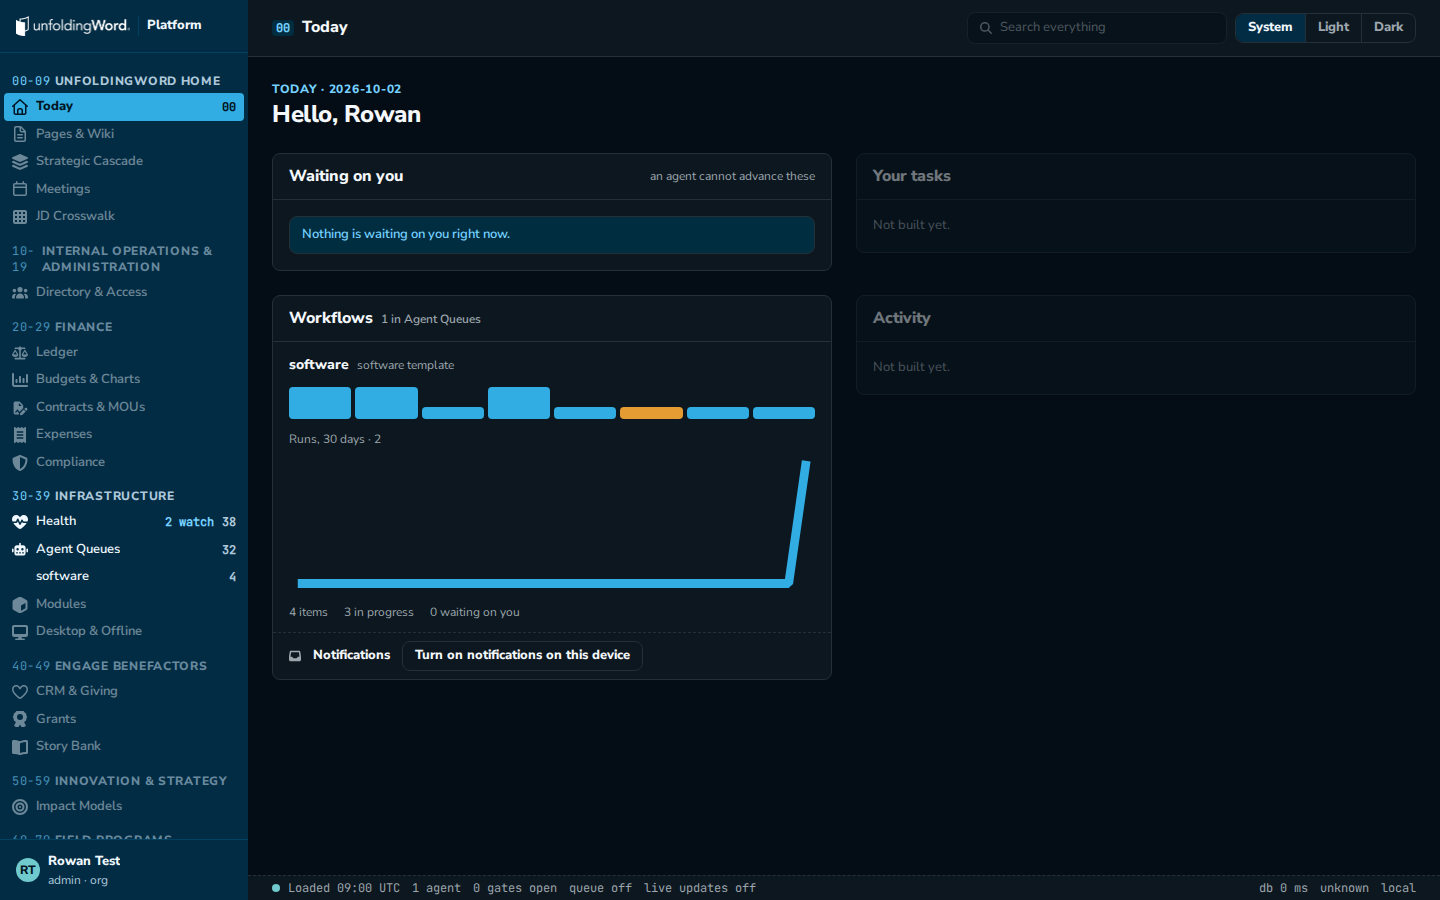 unfoldingWord. Platform
00-09 UNFOLDINGWORD HOME
Today 00
Pages & Wiki
Strategic Cascade
Meetings
JD Crosswalk
10-19 INTERNAL OPERATIONS & ADMINISTRATION
Directory & Access
20-29 FINANCE
Ledger
Budgets & Charts
Contracts & MOUs
Expenses
Compliance
30-39 INFRASTRUCTURE
Health 2 watch 38
Agent Queues 32
software 4
Modules
Desktop & Offline
40-49 ENGAGE BENEFACTORS
CRM & Giving
Grants
Story Bank
50-59 INNOVATION & STRATEGY
Impact Models
60-79 FIELD PROGRAMS
RT Rowan Test
admin · org
00 Today
Search everything
System Light Dark
TODAY · 2026-10-02
Hello, Rowan
Waiting on you an agent cannot advance these
Nothing is waiting on you right now.
Your tasks
Not built yet.
Workflows 1 in Agent Queues
software software template
Runs, 30 days · 2
4 items 3 in progress 0 waiting on you
Notifications Turn on notifications on this device
Activity
Not built yet.
Loaded 09:00 UTC 1 agent 0 gates open queue off live updates off
db 0 ms unknown local